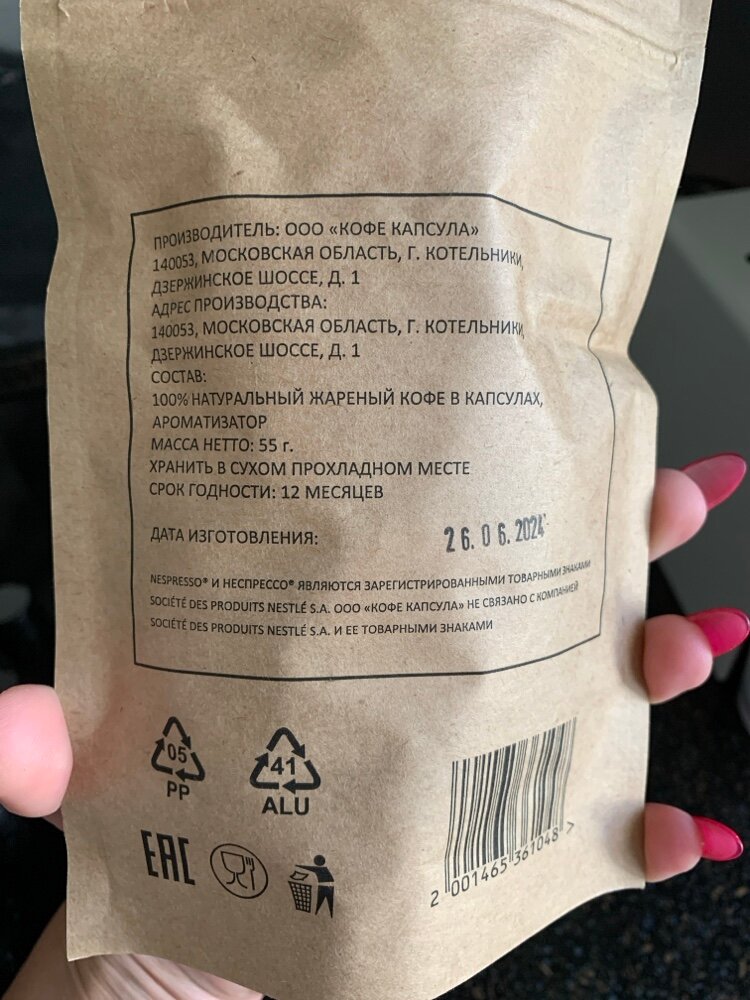 ПРОИЗВОДИТЕЛЬ: ООО «КОФЕ КАПСУЛА»
140053, МОСКОВСКАЯ ОБЛАСТЬ, Г. КОТЕЛЬНИКИ,
ДЗЕРЖИНСКОЕ ШОССЕ, Д. 1
АДРЕС ПРОИЗВОДСТВА:
140053, МОСКОВСКАЯ ОБЛАСТЬ, Г. КОТЕЛЬНИКИ,
ДЗЕРЖИНСКОЕ ШОССЕ, Д. 1
СОСТАВ:
100% НАТУРАЛЬНЫЙ ЖАРЕНЫЙ КОФЕ В КАПСУЛАХ,
АРОМАТИЗАТОР
МАССА НЕТТО: 55 г.
ХРАНИТЬ В СУХОМ ПРОХЛАДНОМ МЕСТЕ
СРОК ГОДНОСТИ: 12 МЕСЯЦЕВ
ДАТА ИЗГОТОВЛЕНИЯ: 26.06.2024
NESPRESSO® И НЕСПРЕССО® ЯВЛЯЮТСЯ ЗАРЕГИСТРИРОВАННЫМИ ТОВАРНЫМИ ЗНАКАМИ
SOCIÉTÉ DES PRODUITS NESTLÉ S.A. ООО «КОФЕ КАПСУЛА» НЕ СВЯЗАНО С КОМПАНИЕЙ
SOCIÉTÉ DES PRODUITS NESTLÉ S.A. И ЕЕ ТОВАРНЫМИ ЗНАКАМИ
05 41
PP ALU
EAC
2 001465 361048 >